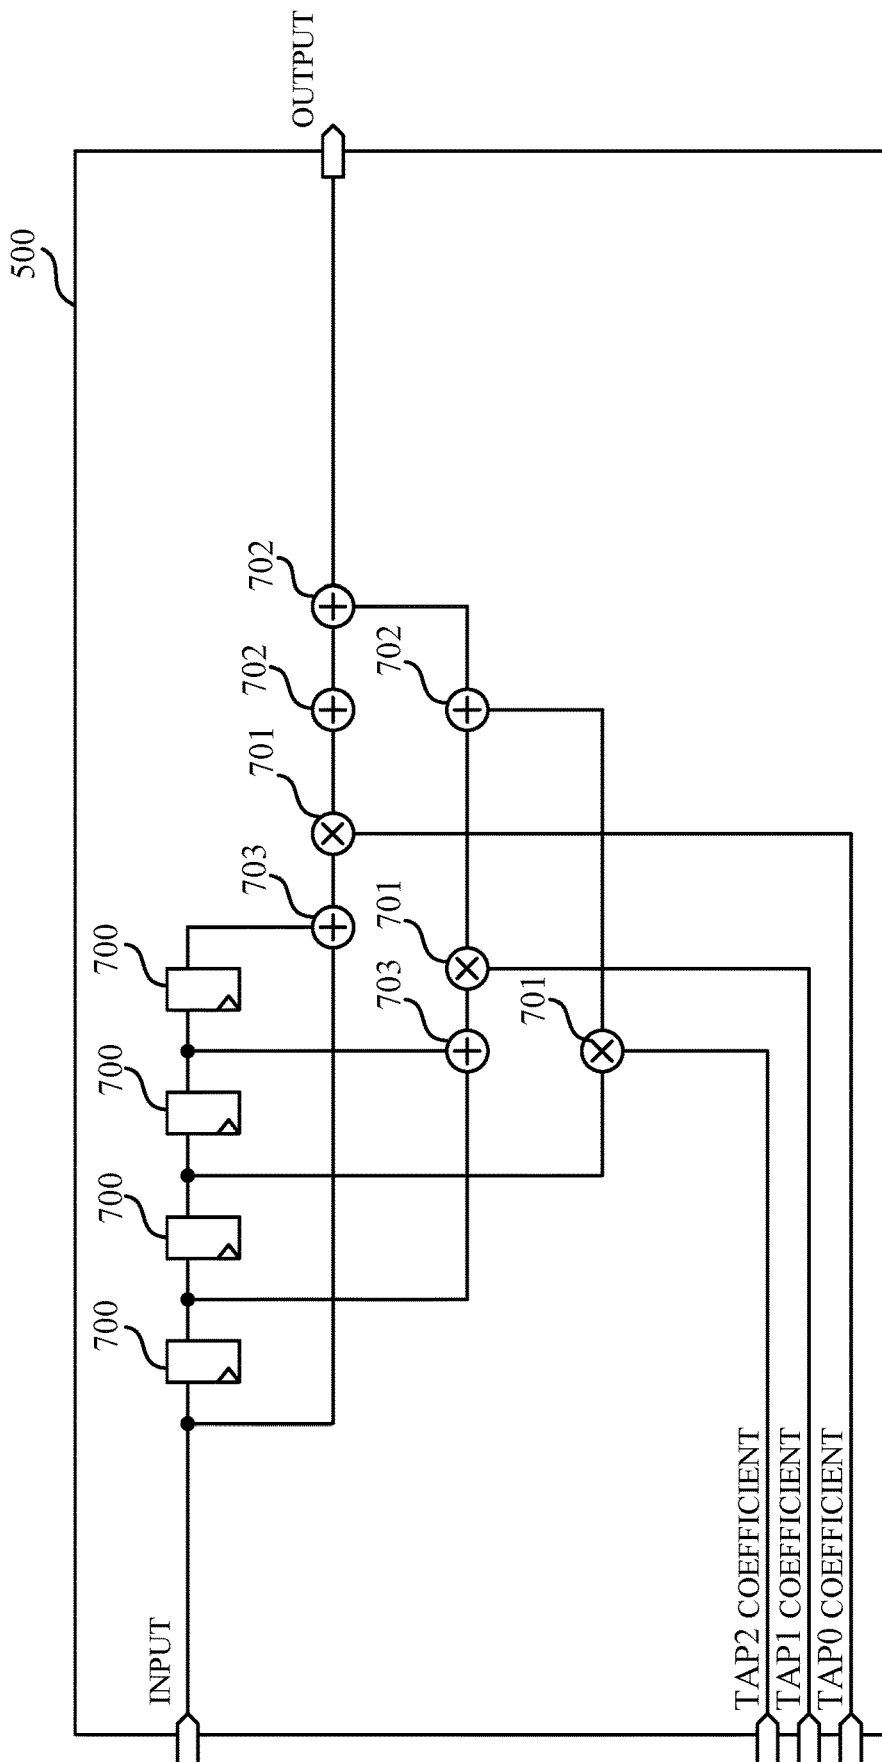 500
INPUT
OUTPUT
700
700
700
700
703
701
702
702
703
701
702
701
TAP2 COEFFICIENT
TAP1 COEFFICIENT
TAP0 COEFFICIENT